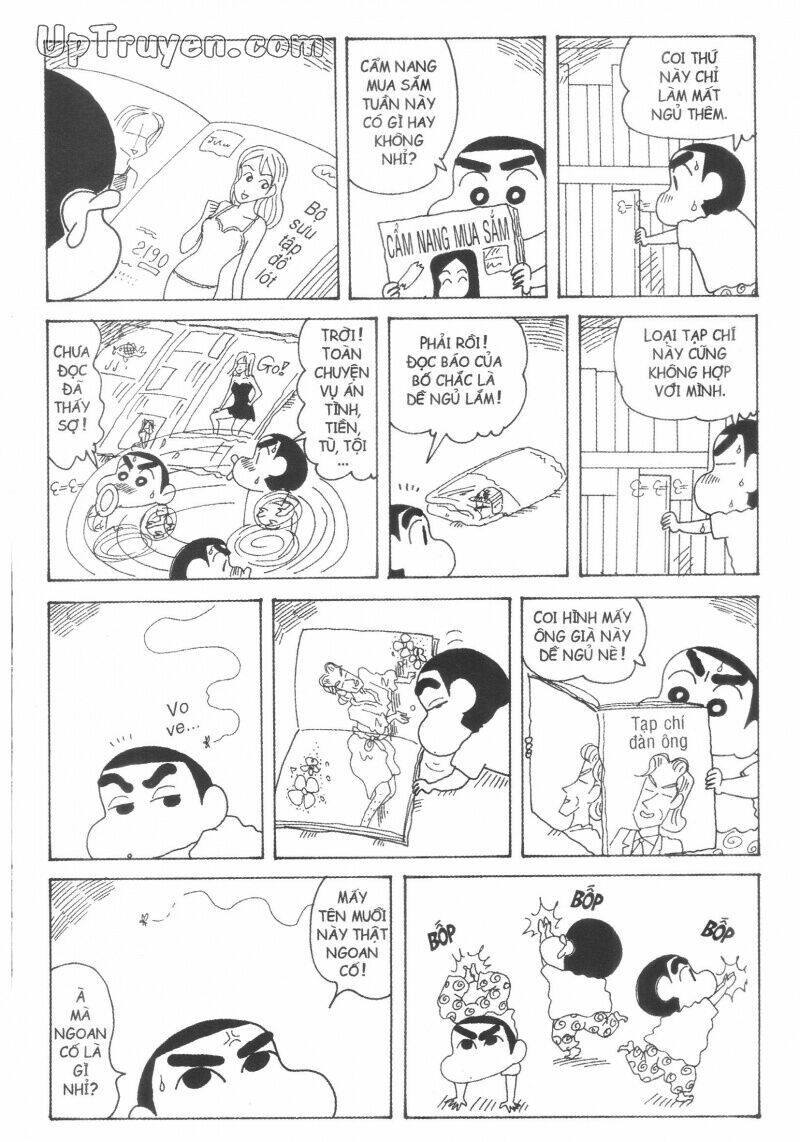 UpTruyen.com
COI THỨ
NÀY CHỈ
LÀM MẤT
NGỦ THÊM.
CẨM NANG
MUA SẮM
TUẦN NÀY
CÓ GÌ HAY
KHÔNG
NHỈ?
CẨM NANG MUA SẮM
Bộ
sưu
tập
đồ
lót
2190
LOẠI TẠP CHÍ
NÀY CŨNG
KHÔNG HỢP
VỚI MÌNH.
PHẢI RỒI!
ĐỌC BÁO CỦA
BỐ CHẮC LÀ
DỄ NGỦ LẮM!
TRỜI!
TOÀN
CHUYỆN
VỤ ÁN
TÌNH,
TIỀN,
TÙ, TỘI
...
Go!
CHƯA
ĐỌC
ĐÃ
THẤY
SỢ!
COI HÌNH MẤY
ÔNG GIÀ NÀY
DỄ NGỦ NÈ!
Tạp chí
đàn ông
Vo
ve...
BỐP
BỐP
BỐP
MẤY
TÊN MUỖI
NÀY THẬT
NGOAN
CỐ!
À
MÀ
NGOAN
CỐ LÀ
GÌ
NHỈ?